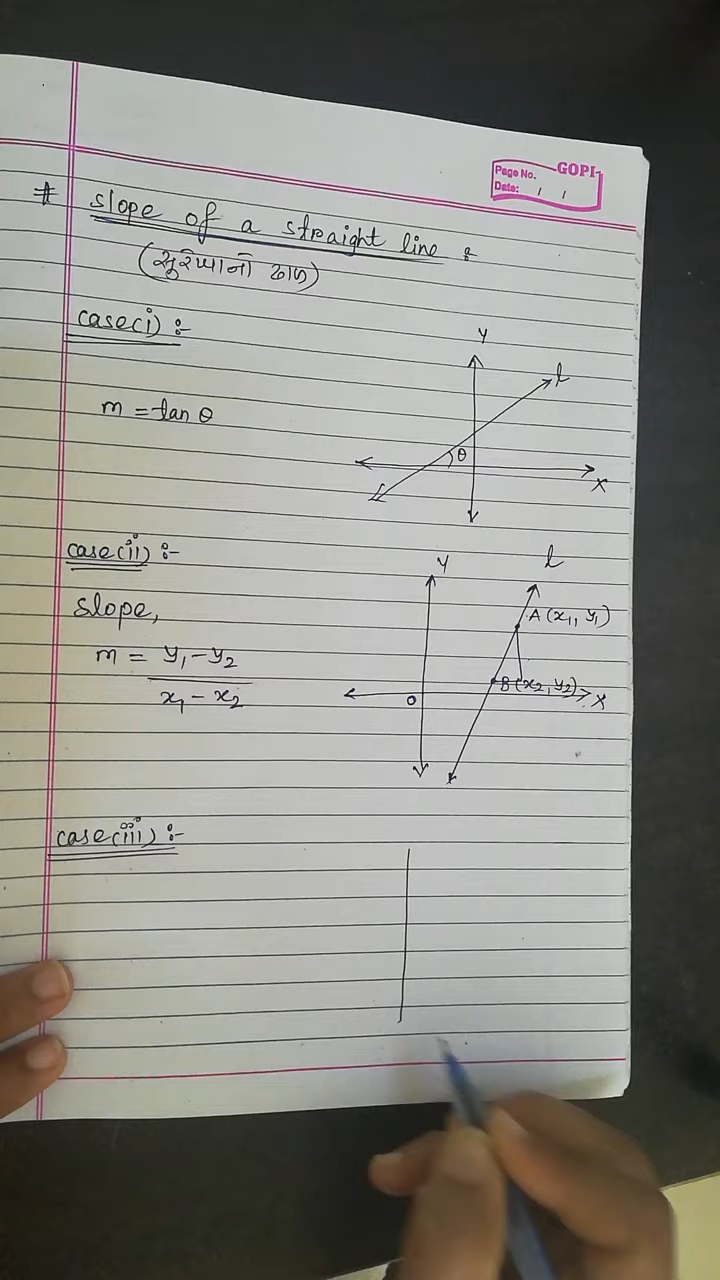 Page No. GOPI
Date: / /
# slope of a straight line :
(સુરેખાનો ઢાળ)
case(i) :-
m = tan θ
Y
l
θ
X
case(ii) :-
slope,
m = y₁ - y₂
x₁ - x₂
Y
l
A (x₁, y₁)
B (x₂, y₂)
X
O
case(iii) :-